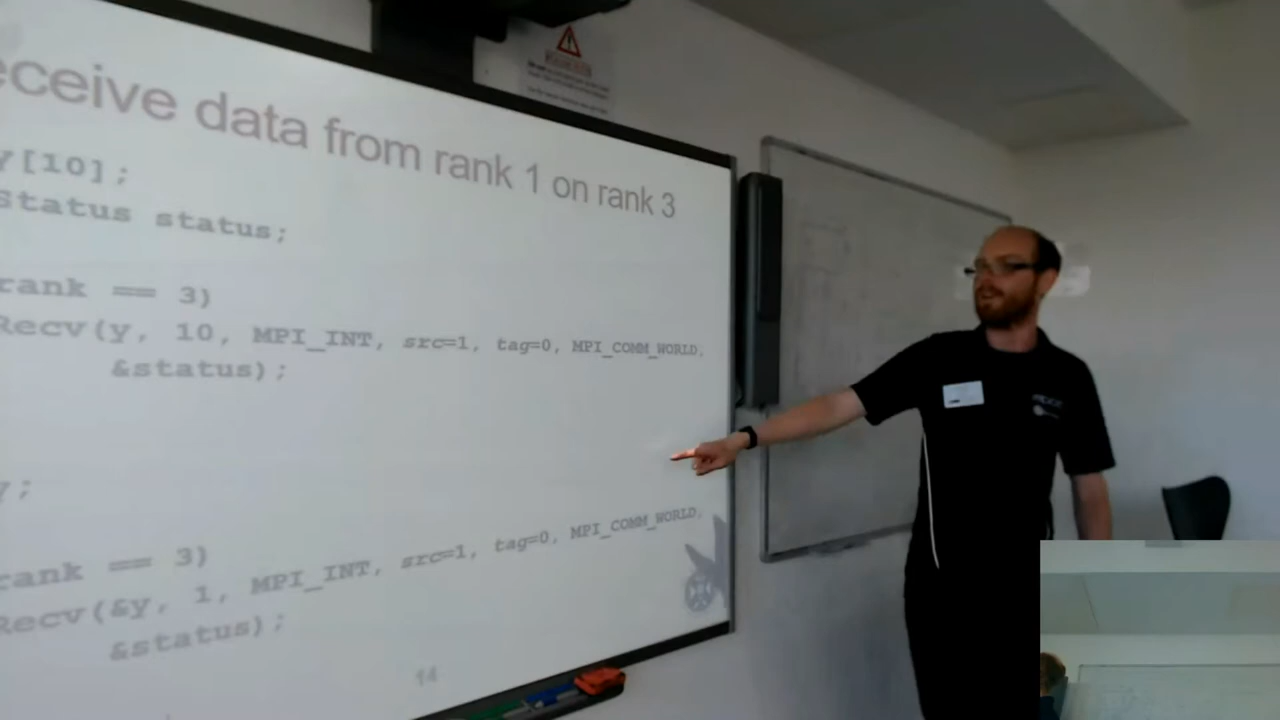 eceive data from rank 1 on rank 3
y[10];
Status status;
rank == 3)
Recv(y, 10, MPI_INT, src=1, tag=0, MPI_COMM_WORLD,
&status);
y;
rank == 3)
Recv(&y, 1, MPI_INT, src=1, tag=0, MPI_COMM_WORLD,
&status);
14